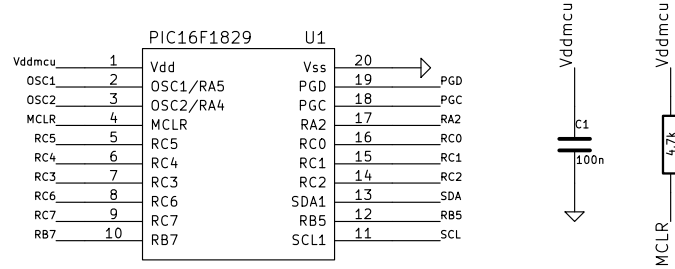 PIC16F1829 U1
Vddmcu 1 Vdd Vss 20
OSC1 2 OSC1/RA5 PGD 19 PGD
OSC2 3 OSC2/RA4 PGC 18 PGC
MCLR 4 MCLR RA2 17 RA2
RC5 5 RC5 RC0 16 RC0
RC4 6 RC4 RC1 15 RC1
RC3 7 RC3 RC2 14 RC2
RC6 8 RC6 SDA1 13 SDA
RC7 9 RC7 RB5 12 RB5
RB7 10 RB7 SCL1 11 SCL
Vddmcu
C1
100n
Vddmcu
4.7k
MCLR